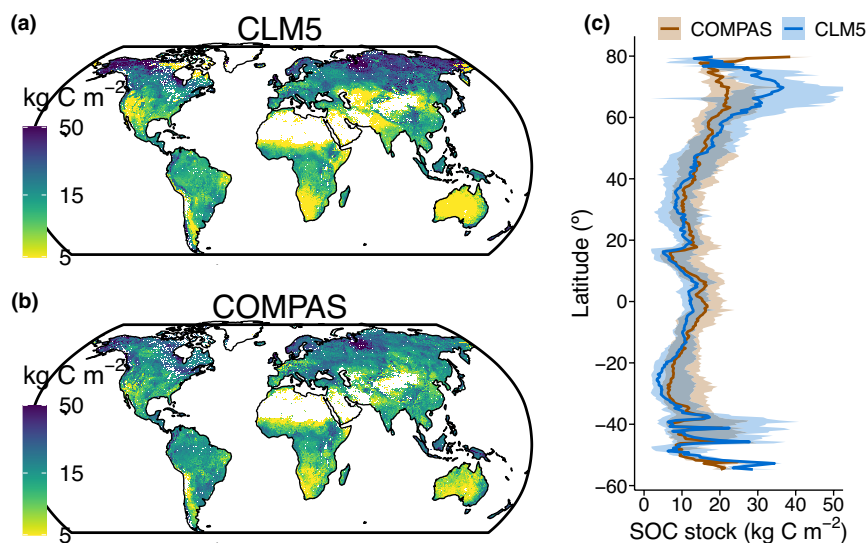 (a)
CLM5
kg C m⁻²
50
15
5
(b)
COMPAS
kg C m⁻²
50
15
5
(c)
COMPAS CLM5
Latitude (°)
80
60
40
20
0
−20
−40
−60
0 10 20 30 40 50
SOC stock (kg C m⁻²)